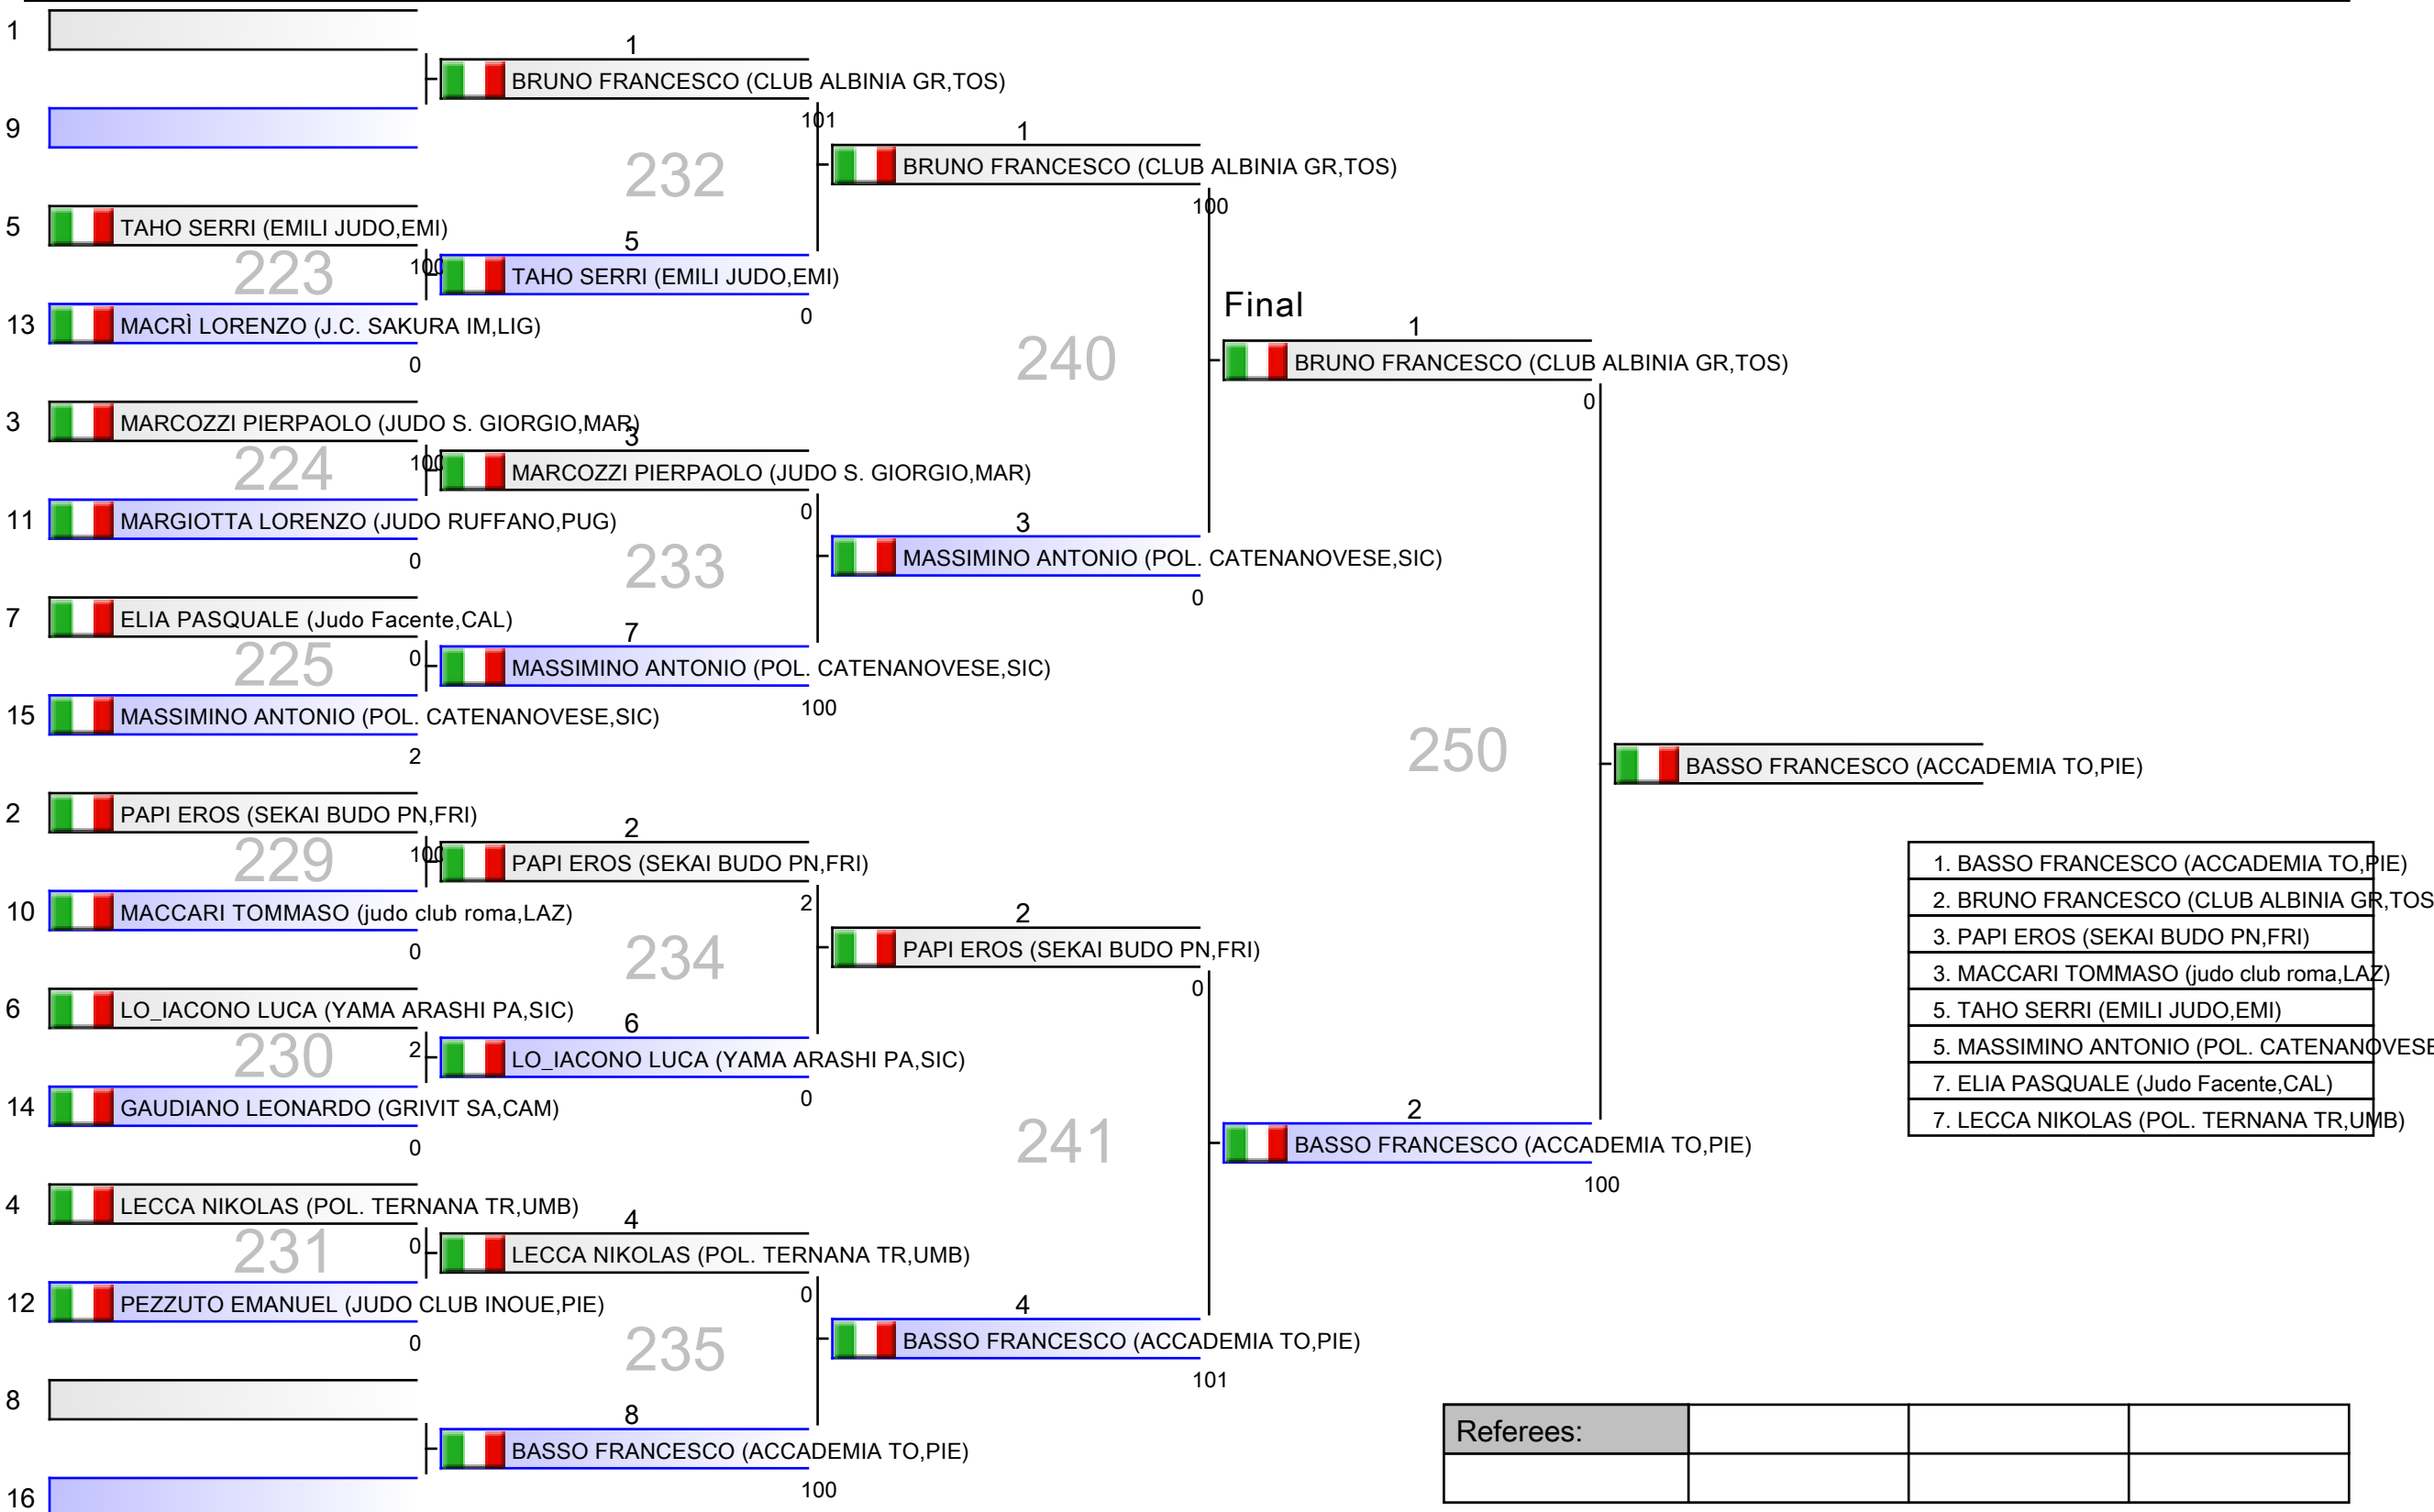 1
1
BRUNO FRANCESCO (CLUB ALBINIA GR,TOS)
101
9
232
1
BRUNO FRANCESCO (CLUB ALBINIA GR,TOS)
100
5
TAHO SERRI (EMILI JUDO,EMI)
223
100
5
TAHO SERRI (EMILI JUDO,EMI)
0
13
MACRÌ LORENZO (J.C. SAKURA IM,LIG)
0
240
Final
1
BRUNO FRANCESCO (CLUB ALBINIA GR,TOS)
0
3
MARCOZZI PIERPAOLO (JUDO S. GIORGIO,MAR)
224
100
3
MARCOZZI PIERPAOLO (JUDO S. GIORGIO,MAR)
0
11
MARGIOTTA LORENZO (JUDO RUFFANO,PUG)
0
233
3
MASSIMINO ANTONIO (POL. CATENANOVESE,SIC)
0
7
ELIA PASQUALE (Judo Facente,CAL)
225
0
7
MASSIMINO ANTONIO (POL. CATENANOVESE,SIC)
100
15
MASSIMINO ANTONIO (POL. CATENANOVESE,SIC)
2
250
BASSO FRANCESCO (ACCADEMIA TO,PIE)
2
PAPI EROS (SEKAI BUDO PN,FRI)
229
100
2
PAPI EROS (SEKAI BUDO PN,FRI)
2
10
MACCARI TOMMASO (judo club roma,LAZ)
0
234
2
PAPI EROS (SEKAI BUDO PN,FRI)
0
6
LO_IACONO LUCA (YAMA ARASHI PA,SIC)
230
2
6
LO_IACONO LUCA (YAMA ARASHI PA,SIC)
0
14
GAUDIANO LEONARDO (GRIVIT SA,CAM)
0
241
2
BASSO FRANCESCO (ACCADEMIA TO,PIE)
100
4
LECCA NIKOLAS (POL. TERNANA TR,UMB)
231
0
4
LECCA NIKOLAS (POL. TERNANA TR,UMB)
0
12
PEZZUTO EMANUEL (JUDO CLUB INOUE,PIE)
0
235
4
BASSO FRANCESCO (ACCADEMIA TO,PIE)
101
8
8
BASSO FRANCESCO (ACCADEMIA TO,PIE)
100
16
1. BASSO FRANCESCO (ACCADEMIA TO,PIE)
2. BRUNO FRANCESCO (CLUB ALBINIA GR,TOS
3. PAPI EROS (SEKAI BUDO PN,FRI)
3. MACCARI TOMMASO (judo club roma,LAZ)
5. TAHO SERRI (EMILI JUDO,EMI)
5. MASSIMINO ANTONIO (POL. CATENANOVESE
7. ELIA PASQUALE (Judo Facente,CAL)
7. LECCA NIKOLAS (POL. TERNANA TR,UMB)
Referees: